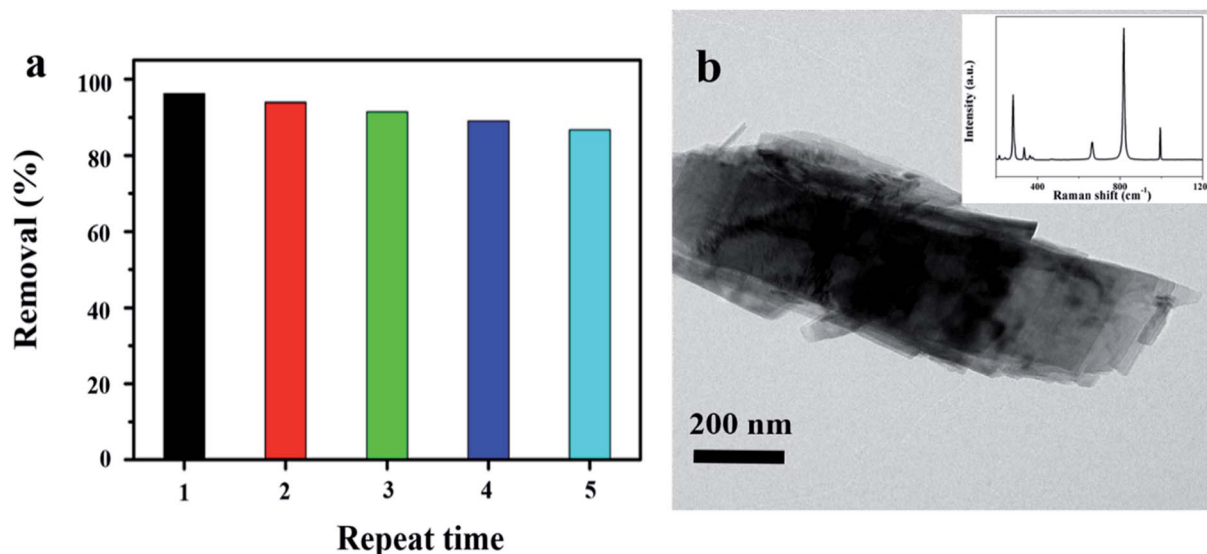 a
Removal (%)
100
80
60
40
20
0
1 2 3 4 5
Repeat time
b
200 nm
Intensity (a.u.)
400 800 120
Raman shift (cm⁻¹)